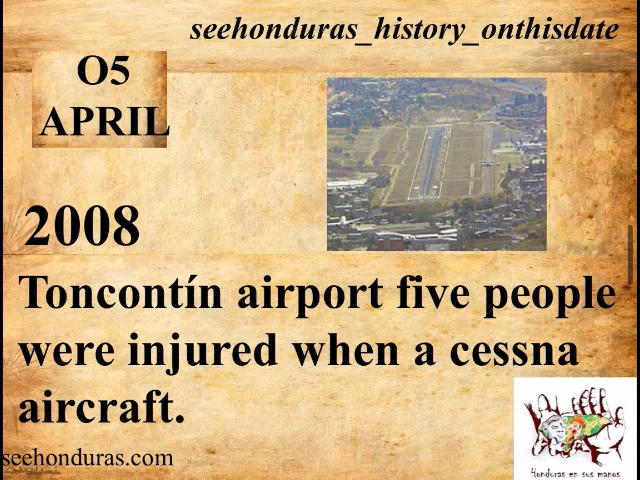 seehonduras_history_onthisdate
O5
APRIL
2008
Toncontín airport five people
were injured when a cessna
aircraft.
seehonduras.com
Honduras en sus manos